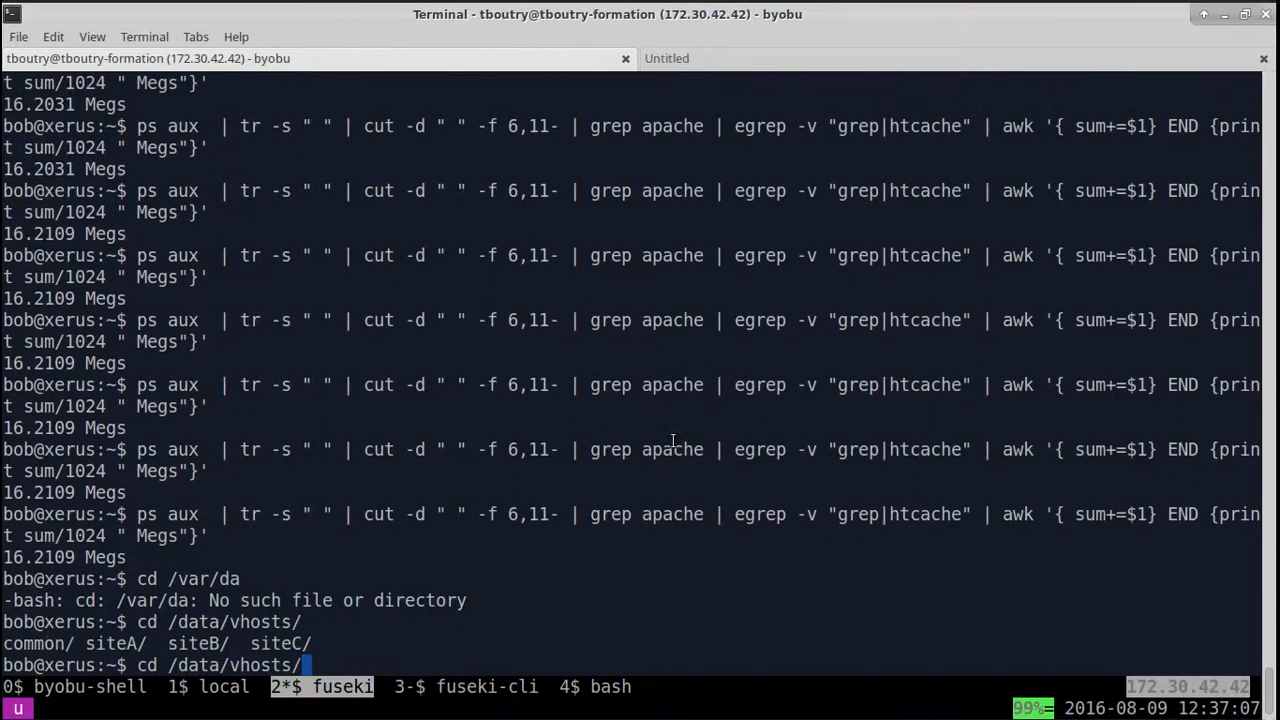 Terminal - tboutry@tboutry-formation (172.30.42.42) - byobu
File Edit View Terminal Tabs Help
tboutry@tboutry-formation (172.30.42.42) - byobu Untitled
t sum/1024 " Megs"}'
16.2031 Megs
bob@xerus:~$ ps aux  | tr -s " " | cut -d " " -f 6,11- | grep apache | egrep -v "grep|htcache" | awk '{ sum+=$1} END {prin
t sum/1024 " Megs"}'
16.2031 Megs
bob@xerus:~$ ps aux  | tr -s " " | cut -d " " -f 6,11- | grep apache | egrep -v "grep|htcache" | awk '{ sum+=$1} END {prin
t sum/1024 " Megs"}'
16.2109 Megs
bob@xerus:~$ ps aux  | tr -s " " | cut -d " " -f 6,11- | grep apache | egrep -v "grep|htcache" | awk '{ sum+=$1} END {prin
t sum/1024 " Megs"}'
16.2109 Megs
bob@xerus:~$ ps aux  | tr -s " " | cut -d " " -f 6,11- | grep apache | egrep -v "grep|htcache" | awk '{ sum+=$1} END {prin
t sum/1024 " Megs"}'
16.2109 Megs
bob@xerus:~$ ps aux  | tr -s " " | cut -d " " -f 6,11- | grep apache | egrep -v "grep|htcache" | awk '{ sum+=$1} END {prin
t sum/1024 " Megs"}'
16.2109 Megs
bob@xerus:~$ ps aux  | tr -s " " | cut -d " " -f 6,11- | grep apache | egrep -v "grep|htcache" | awk '{ sum+=$1} END {prin
t sum/1024 " Megs"}'
16.2109 Megs
bob@xerus:~$ ps aux  | tr -s " " | cut -d " " -f 6,11- | grep apache | egrep -v "grep|htcache" | awk '{ sum+=$1} END {prin
t sum/1024 " Megs"}'
16.2109 Megs
bob@xerus:~$ cd /var/da
-bash: cd: /var/da: No such file or directory
bob@xerus:~$ cd /data/vhosts/
common/ siteA/  siteB/  siteC/
bob@xerus:~$ cd /data/vhosts/
0$ byobu-shell  1$ local  2*$ fuseki  3-$ fuseki-cli  4$ bash 172.30.42.42
u 99%= 2016-08-09 12:37:07